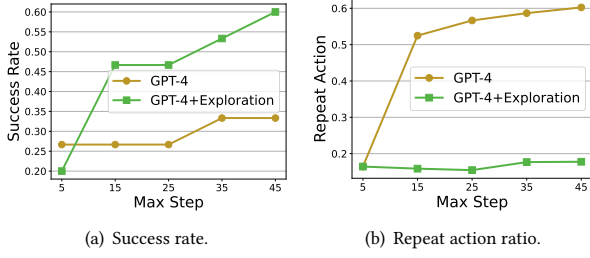 0.60
0.55
0.50
0.45
0.40
0.35
0.30
0.25
0.20
Success Rate
GPT-4
GPT-4+Exploration
5 15 25 35 45
Max Step
(a) Success rate.
0.6
0.5
0.4
0.3
0.2
Repeat Action
GPT-4
GPT-4+Exploration
5 15 25 35 45
Max Step
(b) Repeat action ratio.